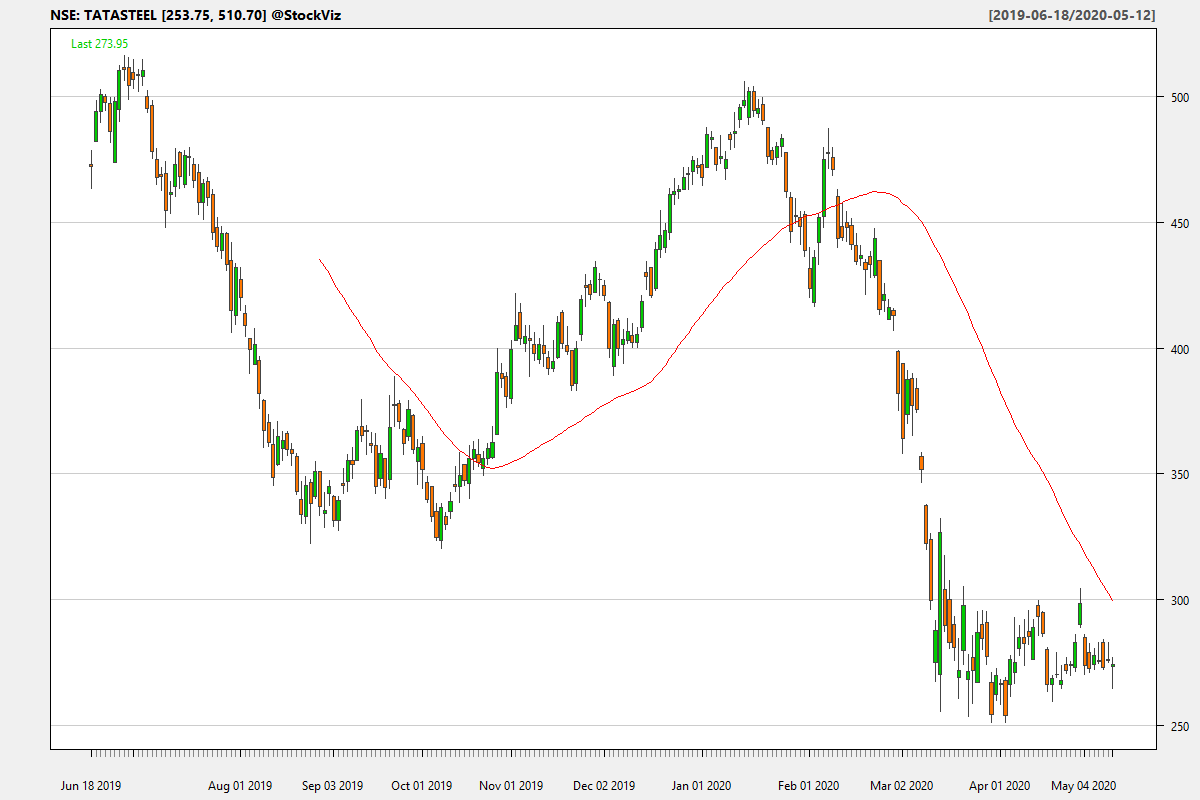 NSE: TATASTEEL [253.75, 510.70] @StockViz [2019-06-18/2020-05-12]
Last 273.95
500
450
400
350
300
250
Jun 18 2019 Aug 01 2019 Sep 03 2019 Oct 01 2019 Nov 01 2019 Dec 02 2019 Jan 01 2020 Feb 01 2020 Mar 02 2020 Apr 01 2020 May 04 2020